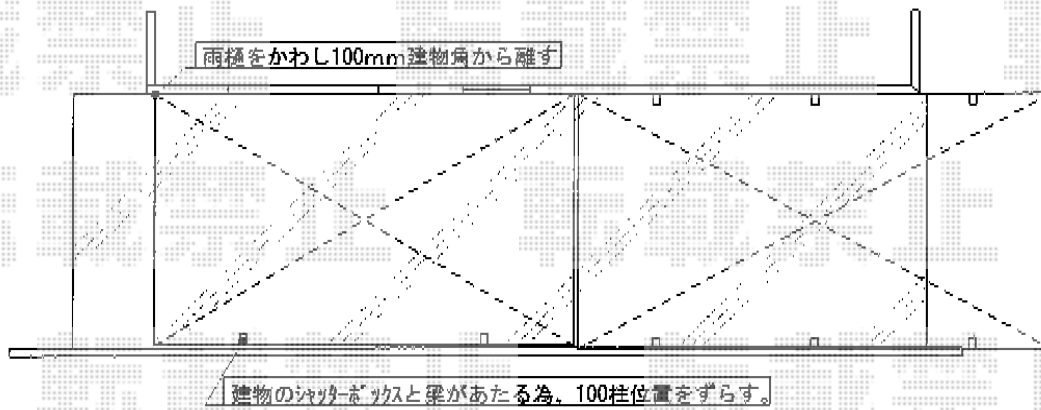 雨樋をかわし100mm建物角から離す
建物のシャッターボックスと梁があたる為、100柱位置をずらす。